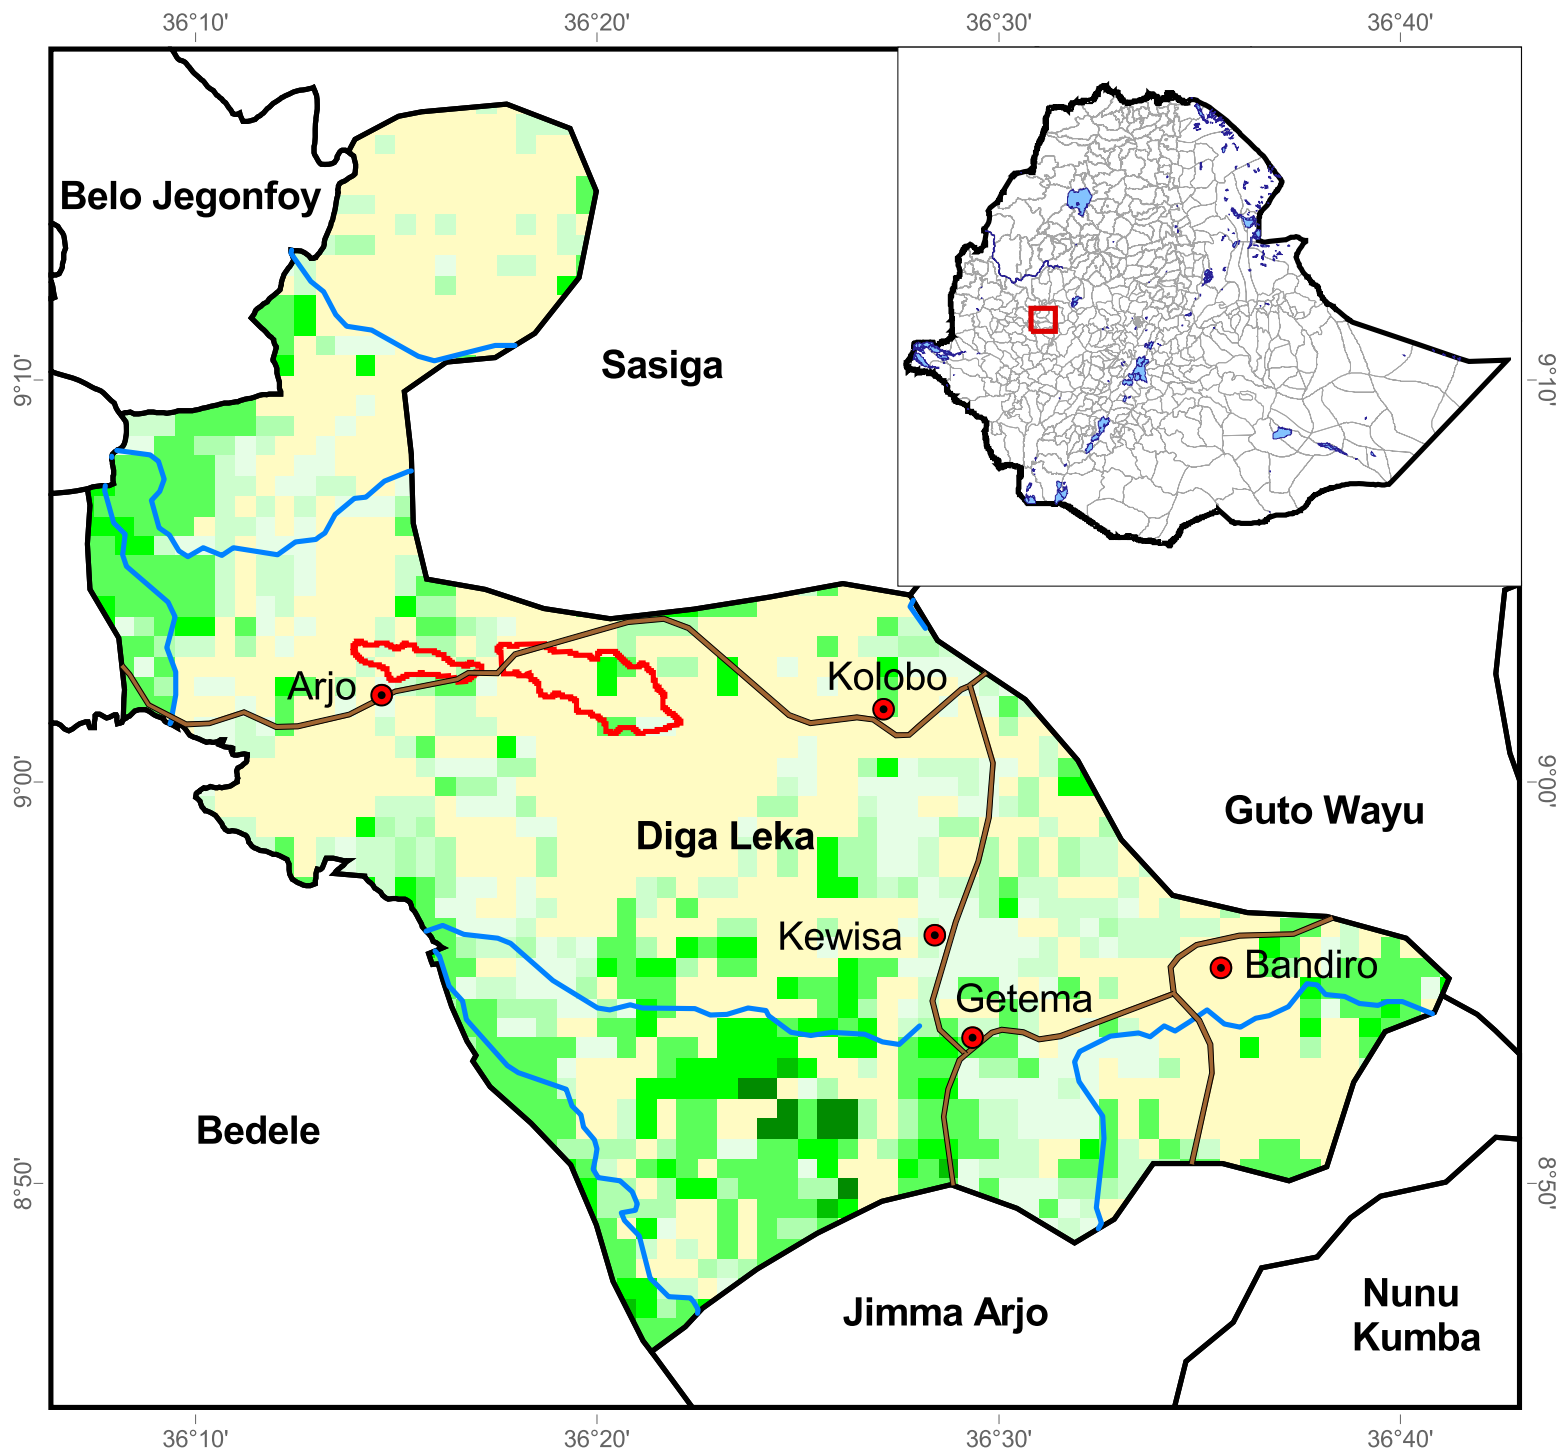 36°10' 36°20' 36°30' 36°40'
Belo Jegonfoy
Sasiga
9°10' 9°10'
Arjo
Kolobo
9°00' 9°00'
Guto Wayu
Diga Leka
Kewisa
Bandiro
Getema
Bedele
8°50' 8°50'
Nunu
Kumba
Jimma Arjo
36°10' 36°20' 36°30' 36°40'